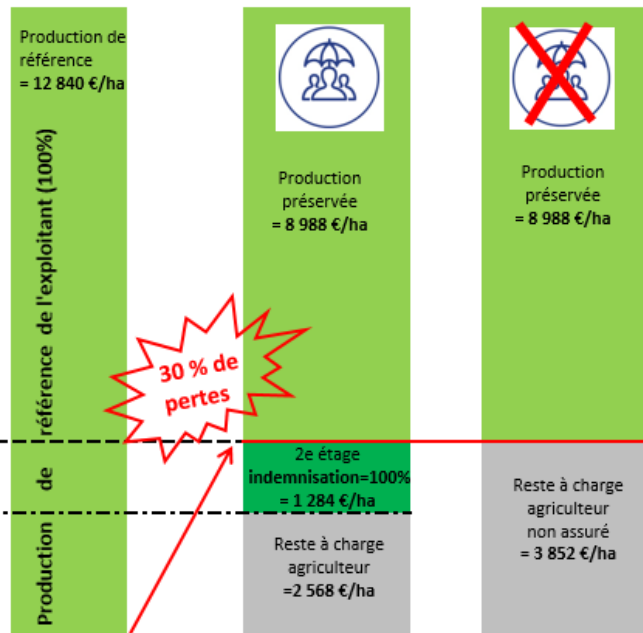 Production de
référence
= 12 840 €/ha
Production de référence de l'exploitant (100%)
Production
préservée
= 8 988 €/ha
Production
préservée
= 8 988 €/ha
30 % de
pertes
2e étage
indemnisation=100%
= 1 284 €/ha
Reste à charge
agriculteur
=2 568 €/ha
Reste à charge
agriculteur
non assuré
= 3 852 €/ha